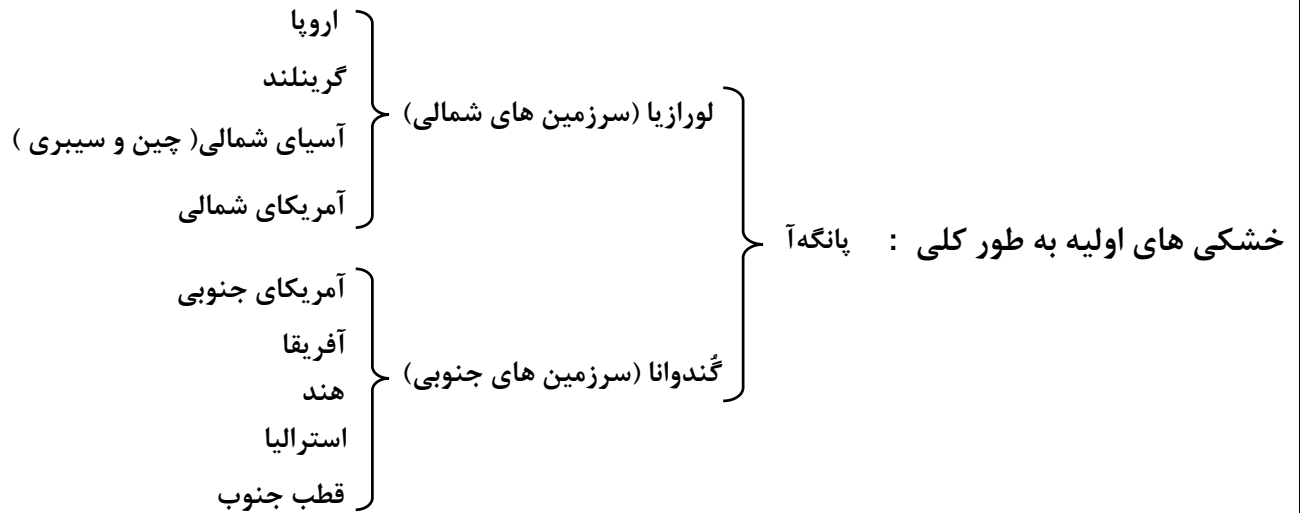 خشکی های اولیه به طور کلی : پانگه‌آ
لورازیا (سرزمین های شمالی)
اروپا
گرینلند
آسیای شمالی( چین و سیبری )
آمریکای شمالی
گُندوانا (سرزمین های جنوبی)
آمریکای جنوبی
آفریقا
هند
استرالیا
قطب جنوب